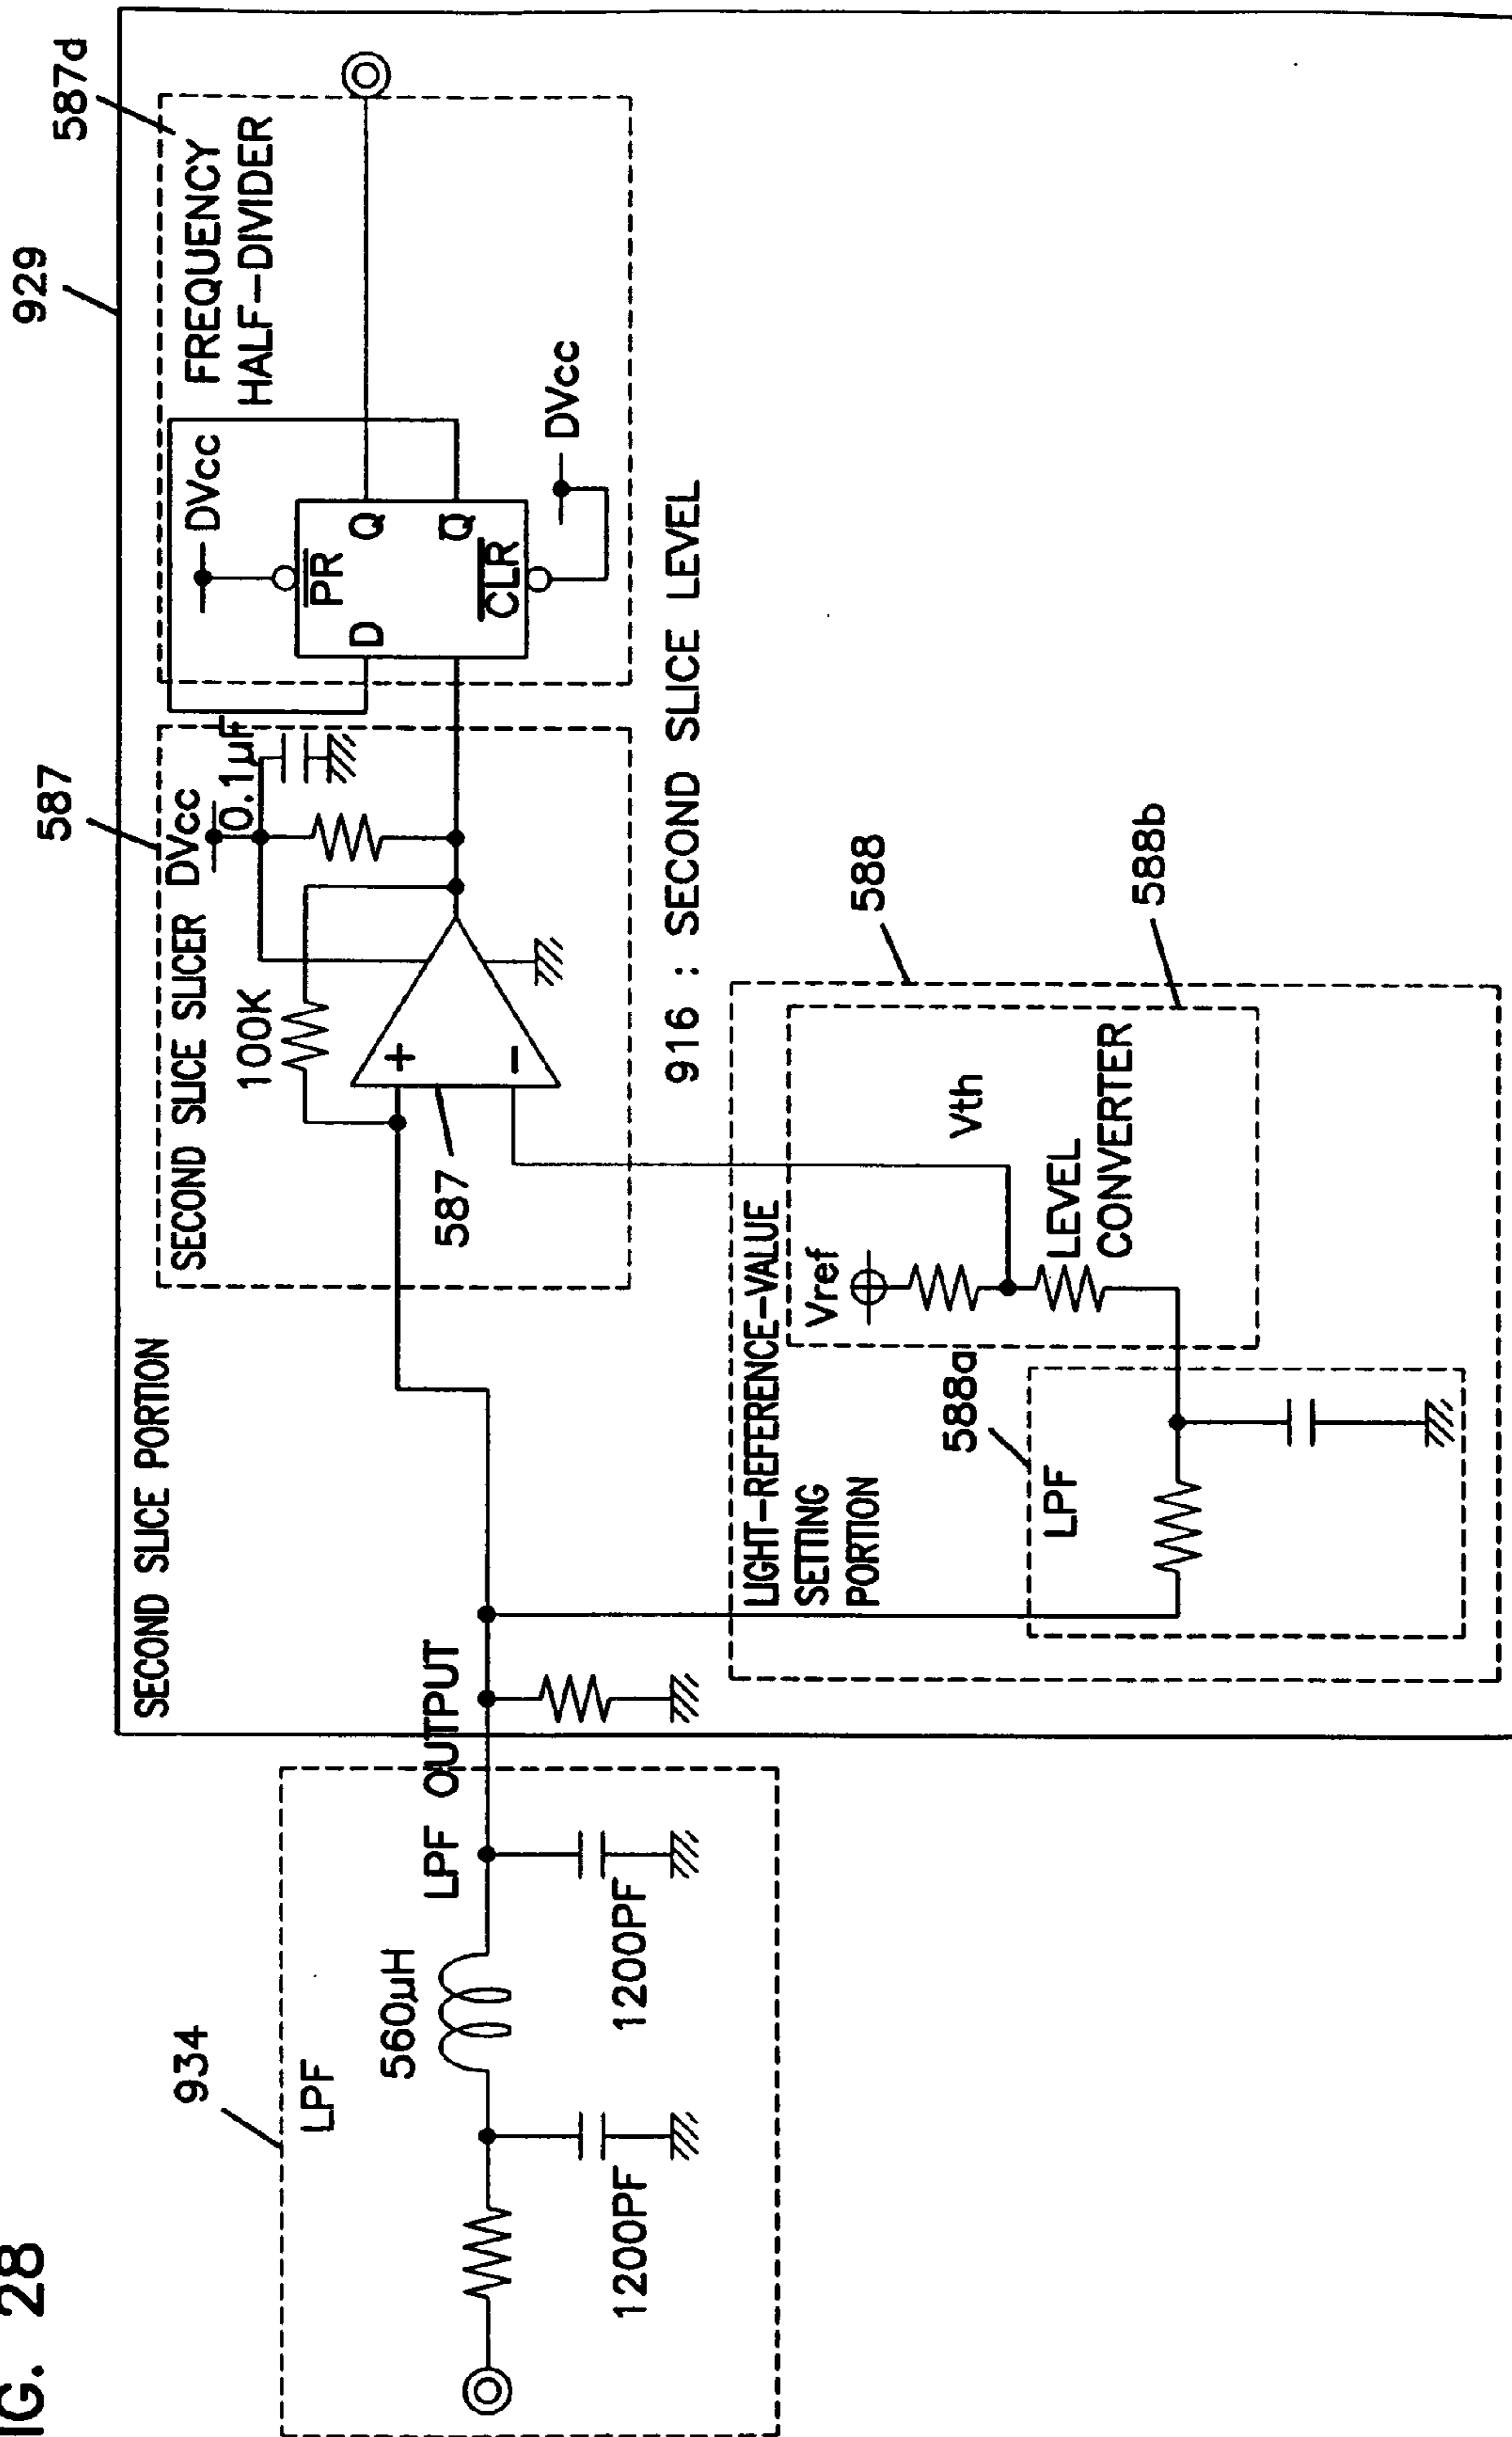 IG. 28
934
LPF
560µH
1200PF
1200PF
LPF OUTPUT
929
SECOND SLICE PORTION
587
SECOND SLICE SLICER
DVcc
0.1µF
100K
+
−
587
587d
FREQUENCY
HALF-DIVIDER
DVcc
PR
D
Q
Q
CLR
DVcc
916 : SECOND SLICE LEVEL
588
LIGHT-REFERENCE-VALUE
SETTING
PORTION
588b
Vref
Vth
LEVEL
CONVERTER
588a
LPF